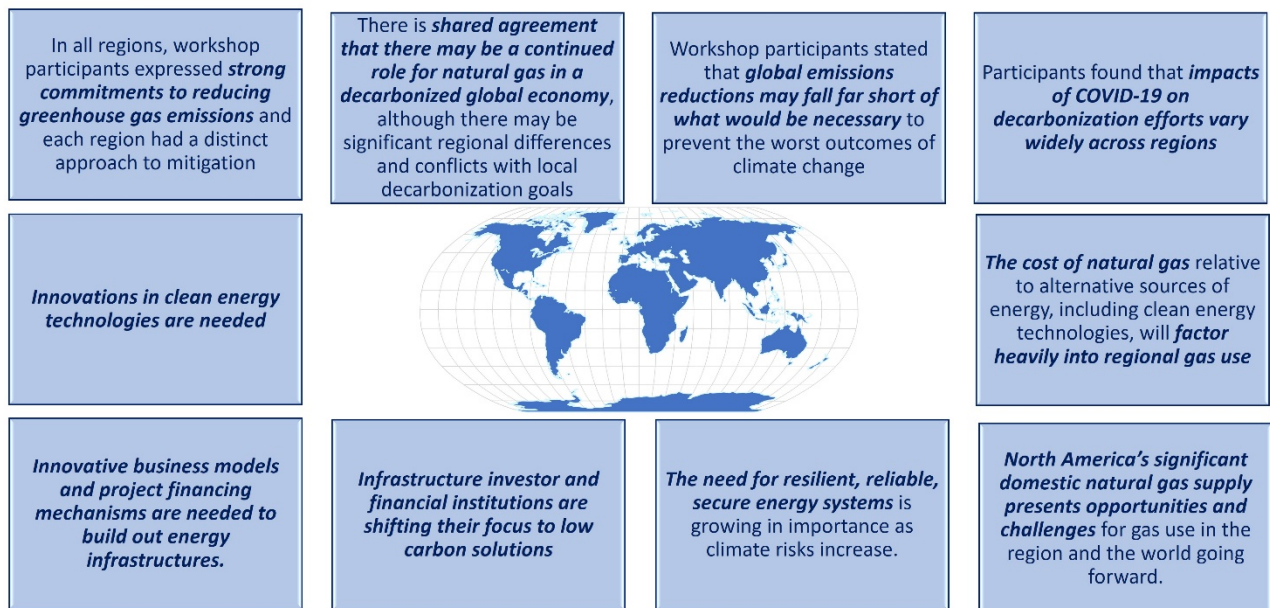 In all regions, workshop
participants expressed strong
commitments to reducing
greenhouse gas emissions and
each region had a distinct
approach to mitigation
There is shared agreement
that there may be a continued
role for natural gas in a
decarbonized global economy,
although there may be
significant regional differences
and conflicts with local
decarbonization goals
Workshop participants stated
that global emissions
reductions may fall far short of
what would be necessary to
prevent the worst outcomes of
climate change
Participants found that impacts
of COVID-19 on
decarbonization efforts vary
widely across regions
Innovations in clean energy
technologies are needed
The cost of natural gas relative
to alternative sources of
energy, including clean energy
technologies, will factor
heavily into regional gas use
Innovative business models
and project financing
mechanisms are needed to
build out energy
infrastructures.
Infrastructure investor and
financial institutions are
shifting their focus to low
carbon solutions
The need for resilient, reliable,
secure energy systems is
growing in importance as
climate risks increase.
North America’s significant
domestic natural gas supply
presents opportunities and
challenges for gas use in the
region and the world going
forward.